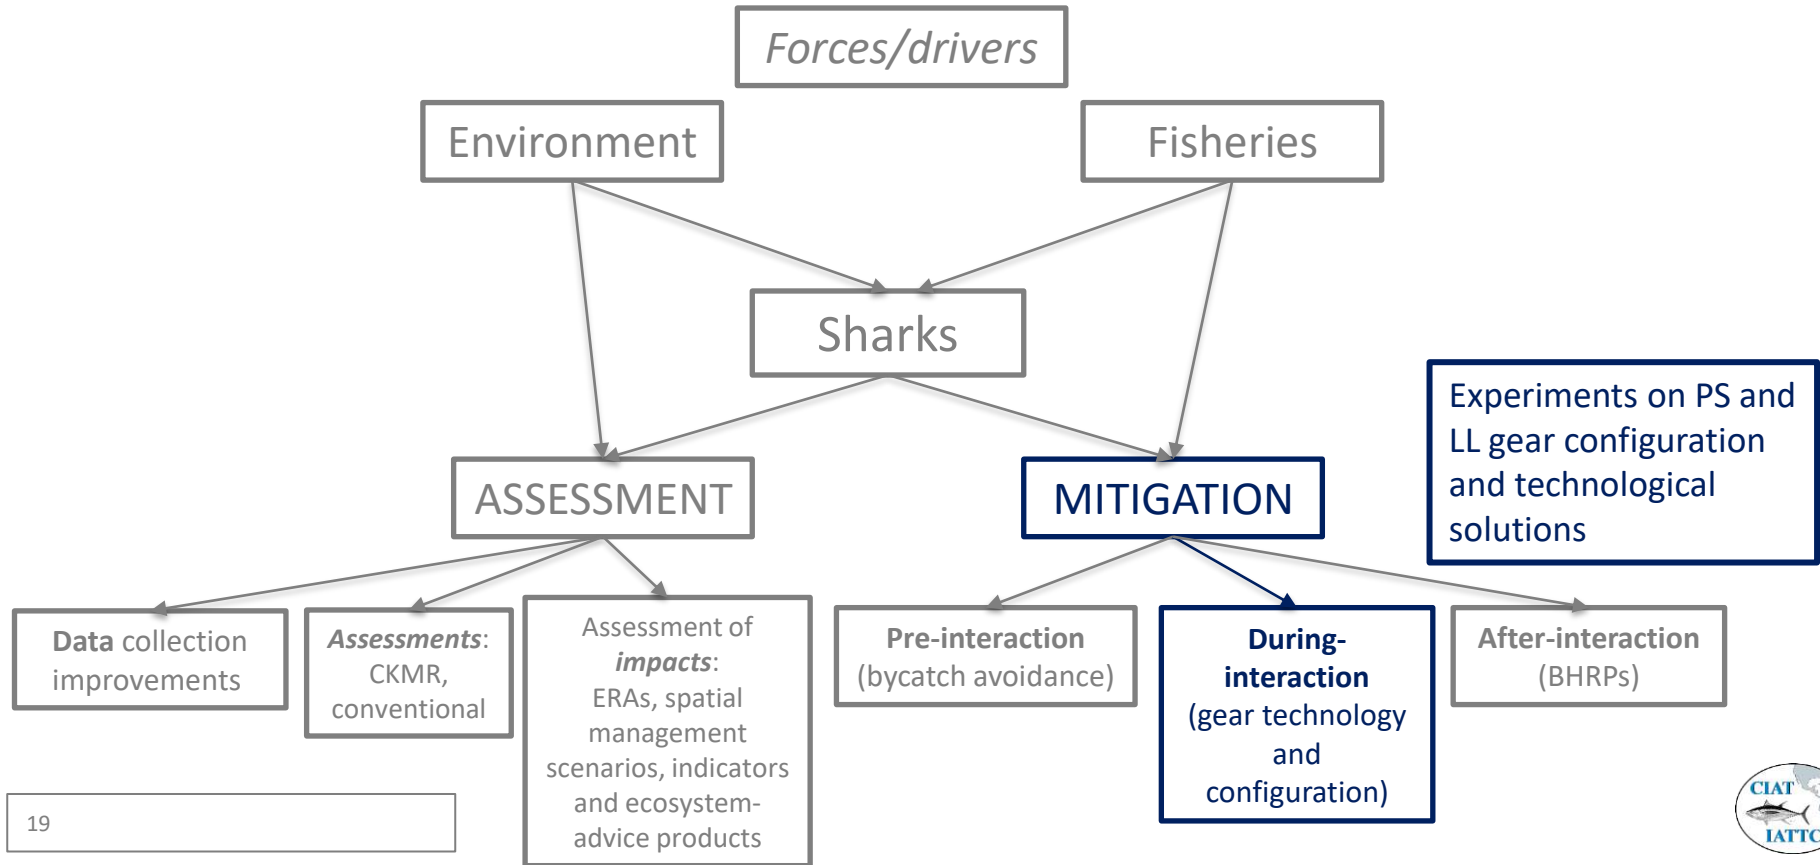 Forces/drivers
Environment
Fisheries
Sharks
Experiments on PS and
LL gear configuration
and technological
solutions
ASSESSMENT
MITIGATION
Data collection
improvements
Assessments:
CKMR,
conventional
Assessment of
impacts:
ERAs, spatial
management
scenarios, indicators
and ecosystem-
advice products
Pre-interaction
(bycatch avoidance)
During-
interaction
(gear technology
and
configuration)
After-interaction
(BHRPs)
19
CIAT
IATTC